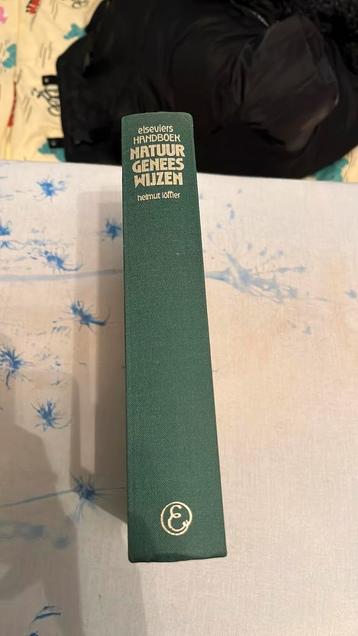 elseviers
HANDBOEK
NATUUR
GENEES
WIJZEN
helmut löffler
E